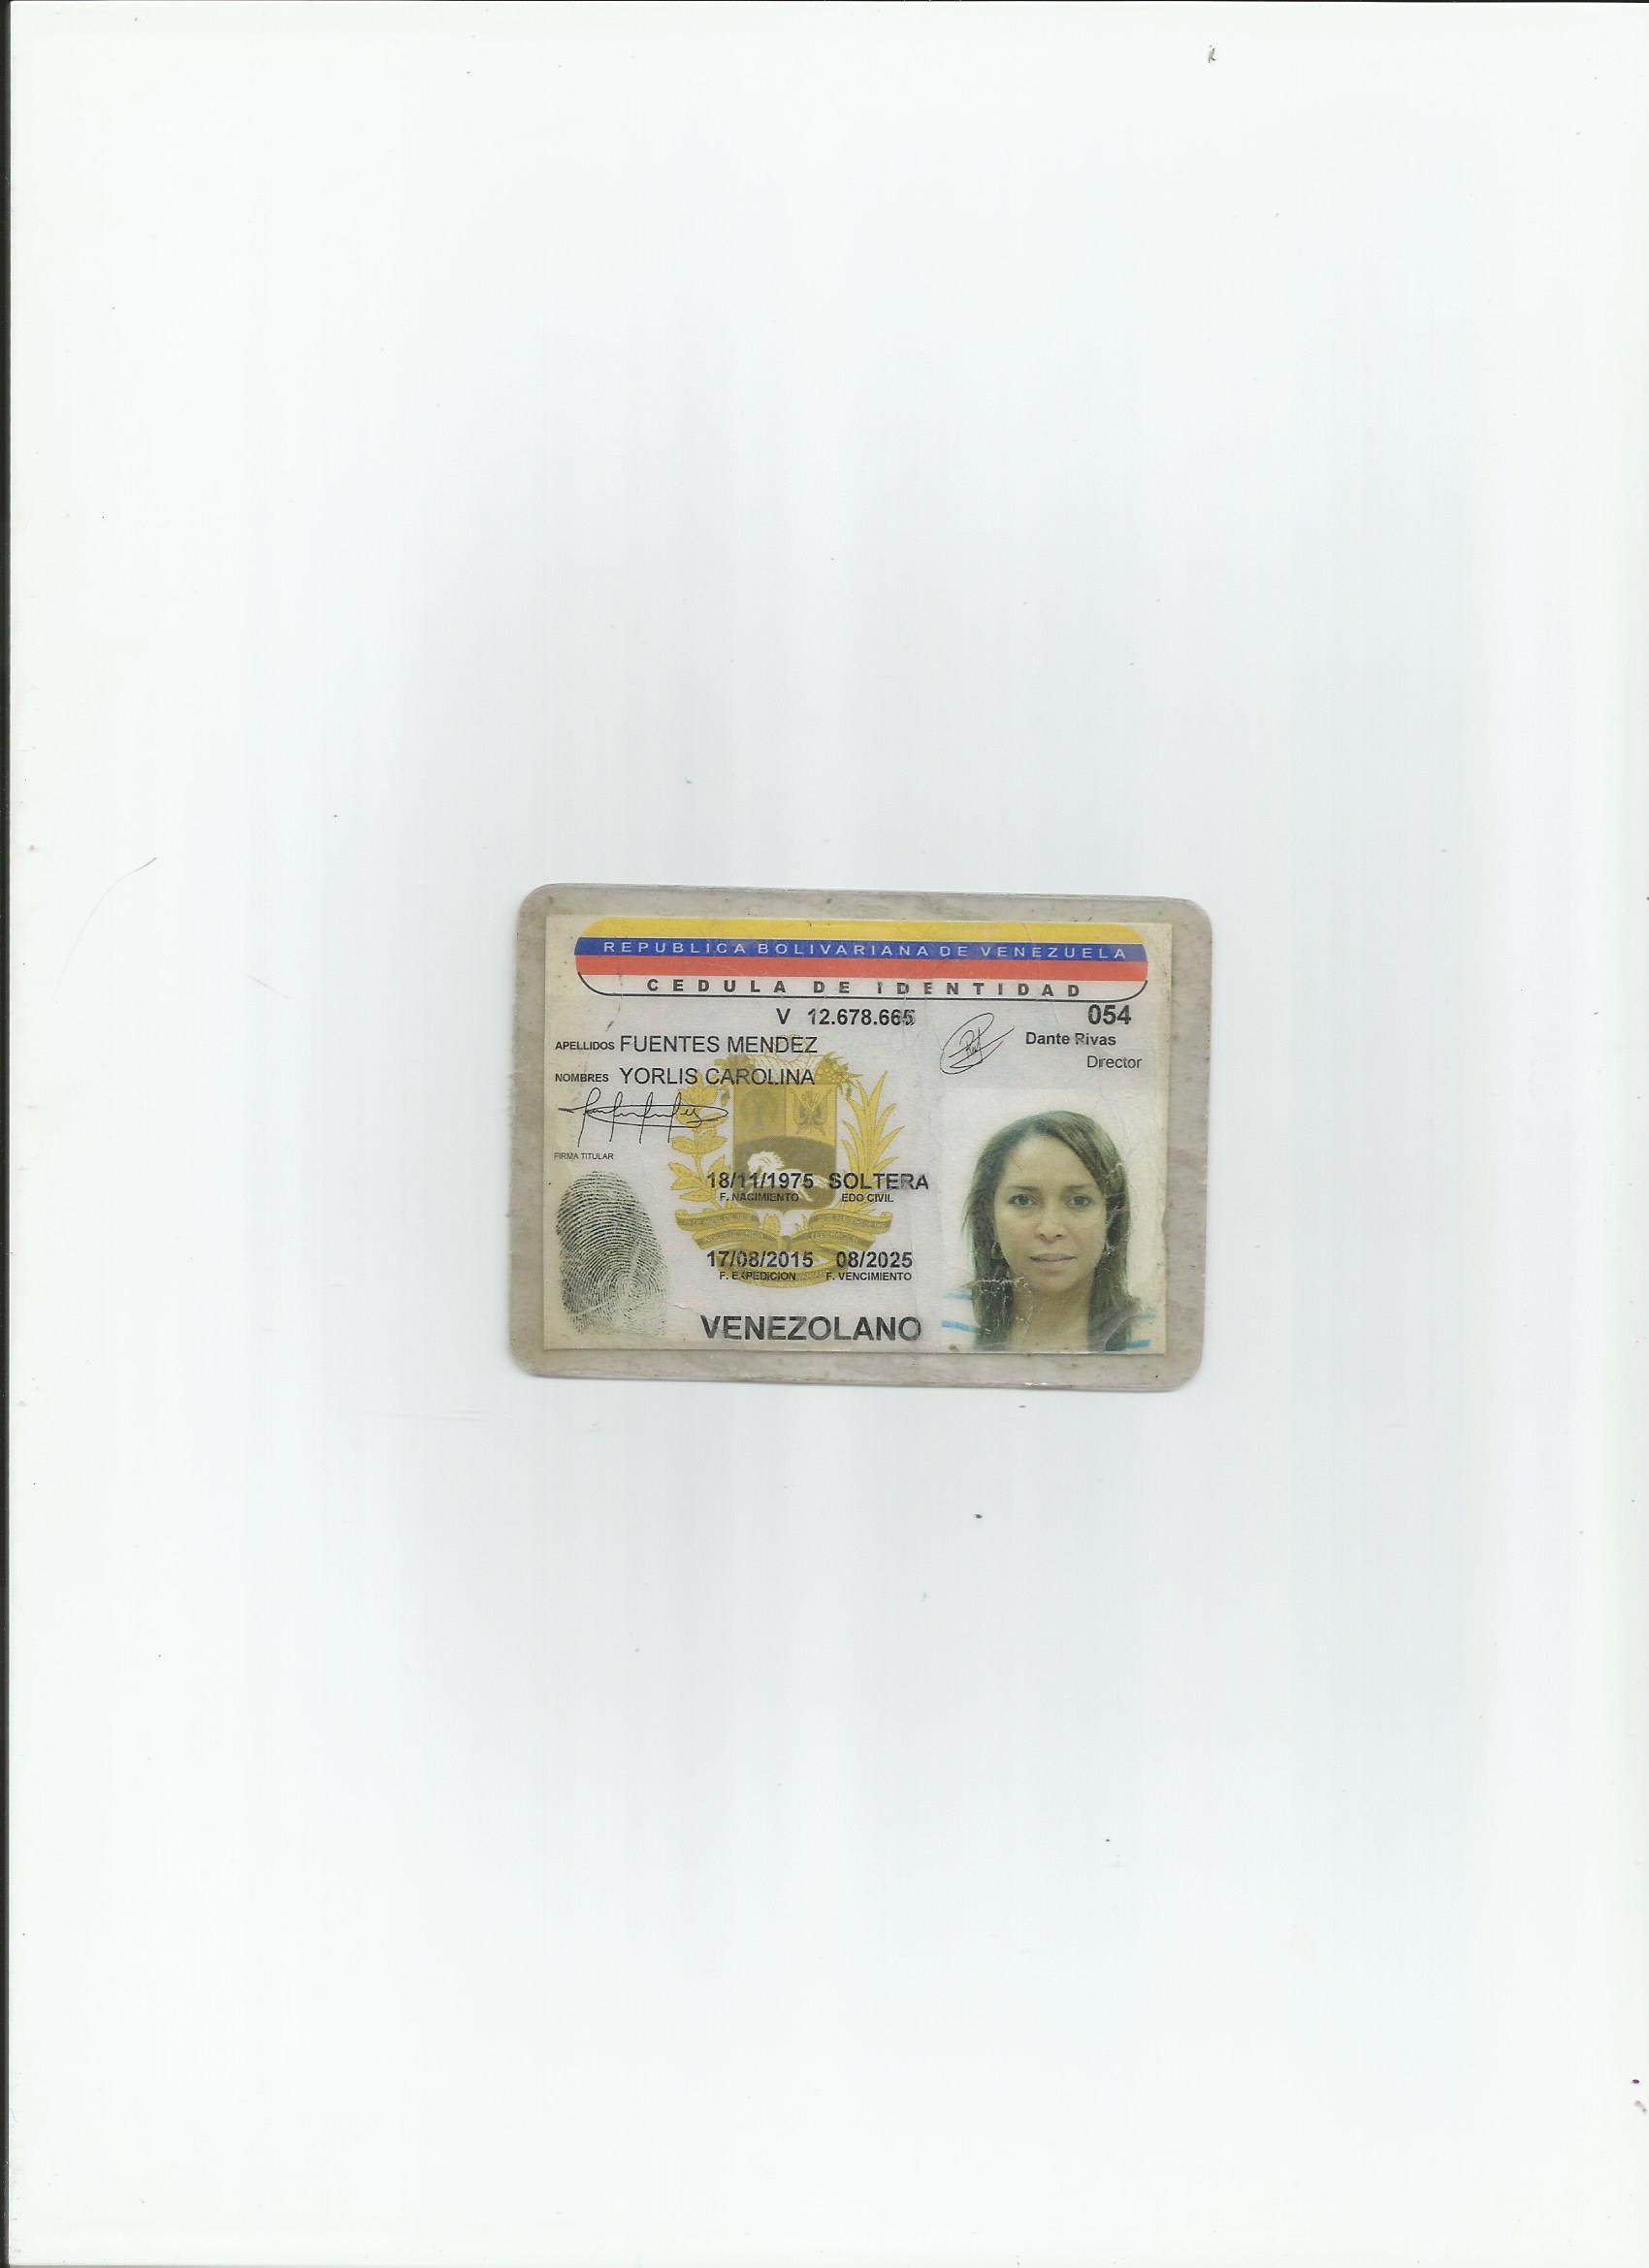 REPUBLICA BOLIVARIANA DE VENEZUELA
CEDULA DE IDENTIDAD
V 12.678.665 054
Dante Rivas
Director
APELLIDOS FUENTES MENDEZ
NOMBRES YORLIS CAROLINA
FIRMA TITULAR
18/11/1975 SOLTERA
F. NACIMIENTO EDO CIVIL
17/08/2015 08/2025
F. EXPEDICION F. VENCIMIENTO
VENEZOLANO